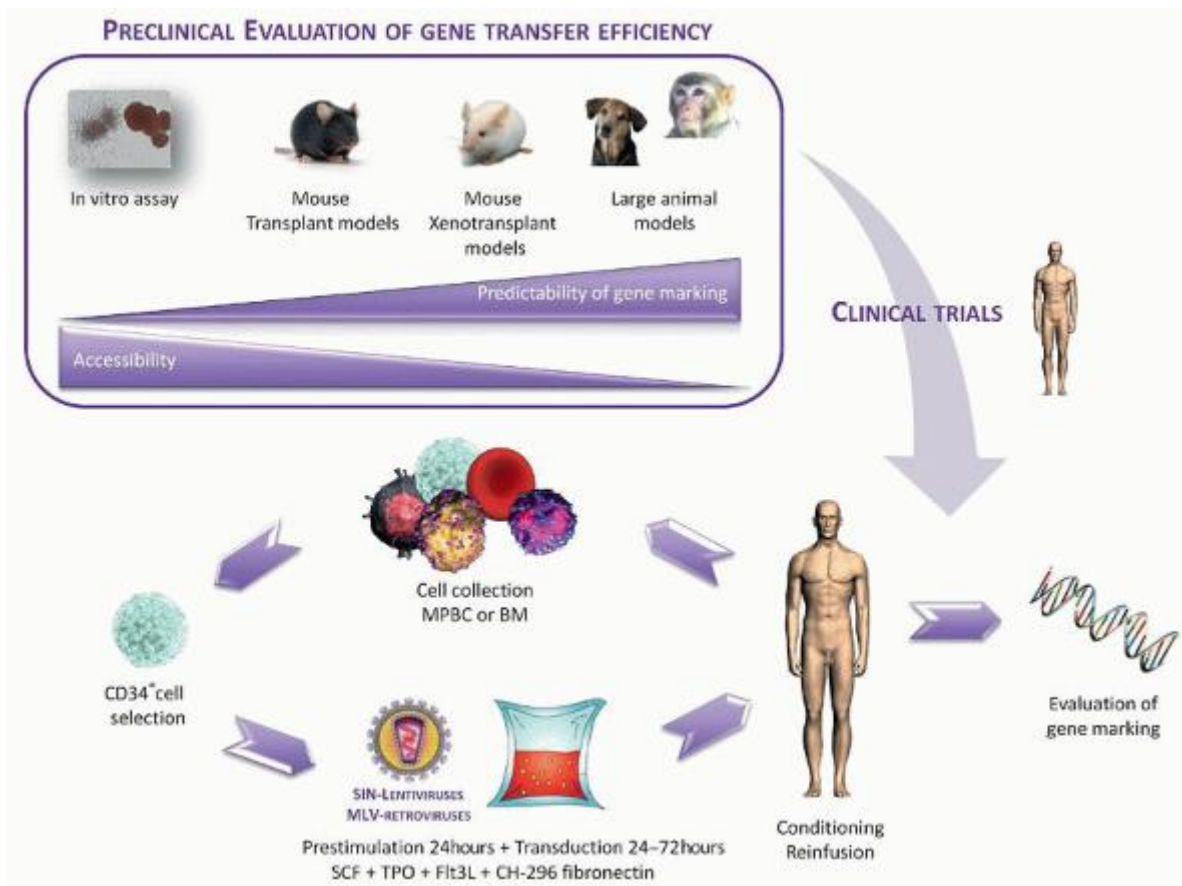 PRECLINICAL EVALUATION OF GENE TRANSFER EFFICIENCY
In vitro assay
Mouse
Transplant models
Mouse
Xenotransplant
models
Large animal
models
Predictability of gene marking
Accessibility
CLINICAL TRIALS
Cell collection
MPBC or BM
CD34+cell
selection
SIN-LENTIVIRUSES
MLV-RETROVIRUSES
Prestimulation 24hours + Transduction 24–72hours
SCF + TPO + Flt3L + CH-296 fibronectin
Conditioning
Reinfusion
Evaluation of
gene marking